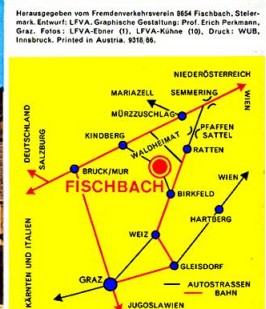 Herausgegeben vom Fremdenverkehrsverein 8654 Fischbach, Steier-
mark. Entwurf: LFVA. Graphische Gestaltung: Prof. Erich Perkmann,
Graz. Fotos: LFVA-Ebner (1), LFVA-Kühne (10), Druck: WUB,
Innsbruck. Printed in Austria. 9318/86.
NIEDERÖSTERREICH
MARIAZELL SEMMERING
WIEN
MÜRZZUSCHLAG
PFAFFEN
SATTEL
KINDBERG
WALDHEIMAT
RATTEN
DEUTSCHLAND
SALZBURG
BRUCK/MUR
FISCHBACH
WIEN
BIRKFELD
HARTBERG
WEIZ
GLEISDORF
KÄRNTEN UND ITALIEN
GRAZ
AUTOSTRASSEN
BAHN
JUGOSLAWIEN